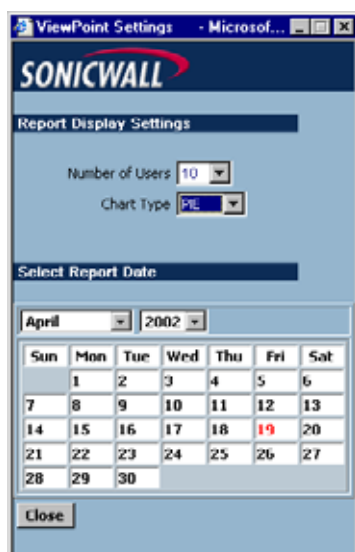 ViewPoint Settings - Microsof...
SONICWALL
Report Display Settings
Number of Users 10
Chart Type PIE
Select Report Date
April 2002
Sun Mon Tue Wed Thu Fri Sat
1 2 3 4 5 6
7 8 9 10 11 12 13
14 15 16 17 18 19 20
21 22 23 24 25 26 27
28 29 30
Close